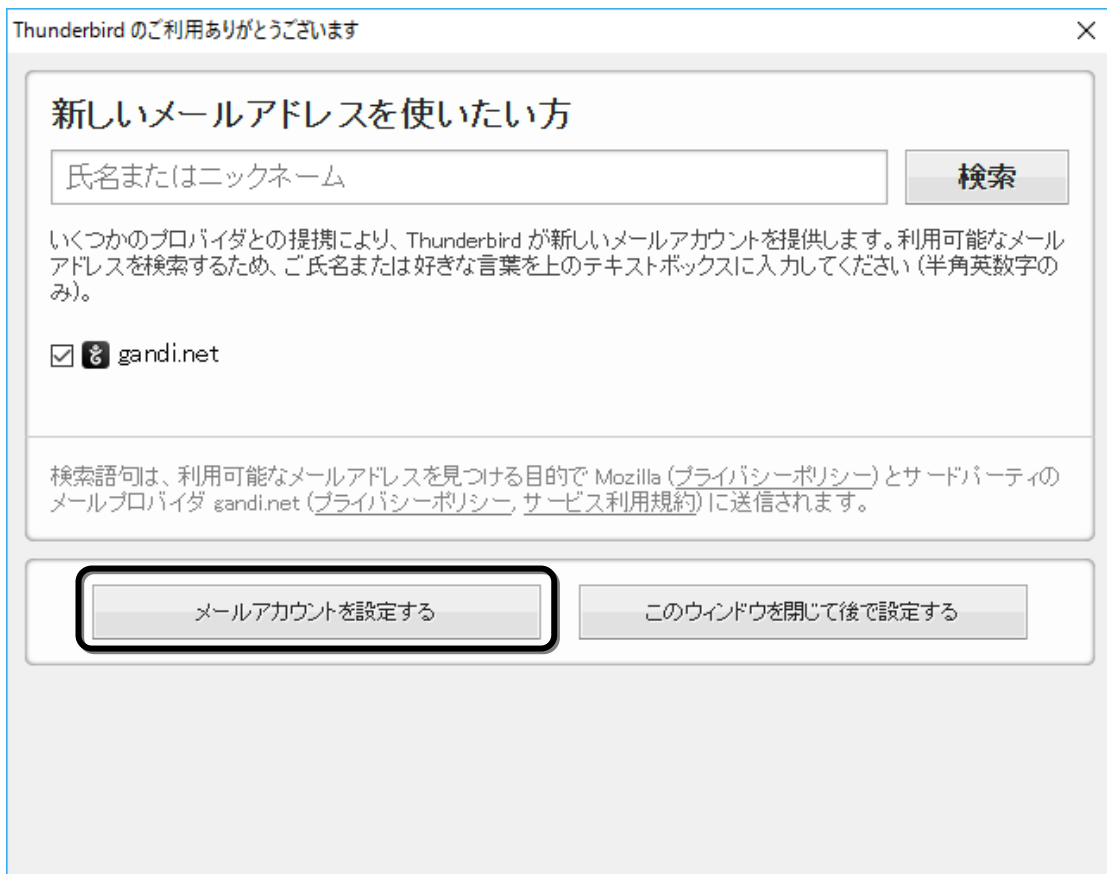 Thunderbird のご利用ありがとうございます
新しいメールアドレスを使いたい方
氏名またはニックネーム
検索
いくつかのプロバイダとの提携により、Thunderbird が新しいメールアカウントを提供します。利用可能なメール
アドレスを検索するため、ご氏名または好きな言葉を上のテキストボックスに入力してください (半角英数字の
み)。
gandi.net
検索語句は、利用可能なメールアドレスを見つける目的で Mozilla (プライバシーポリシー) とサードパーティの
メールプロバイダ gandi.net (プライバシーポリシー, サービス利用規約) に送信されます。
メールアカウントを設定する
このウィンドウを閉じて後で設定する